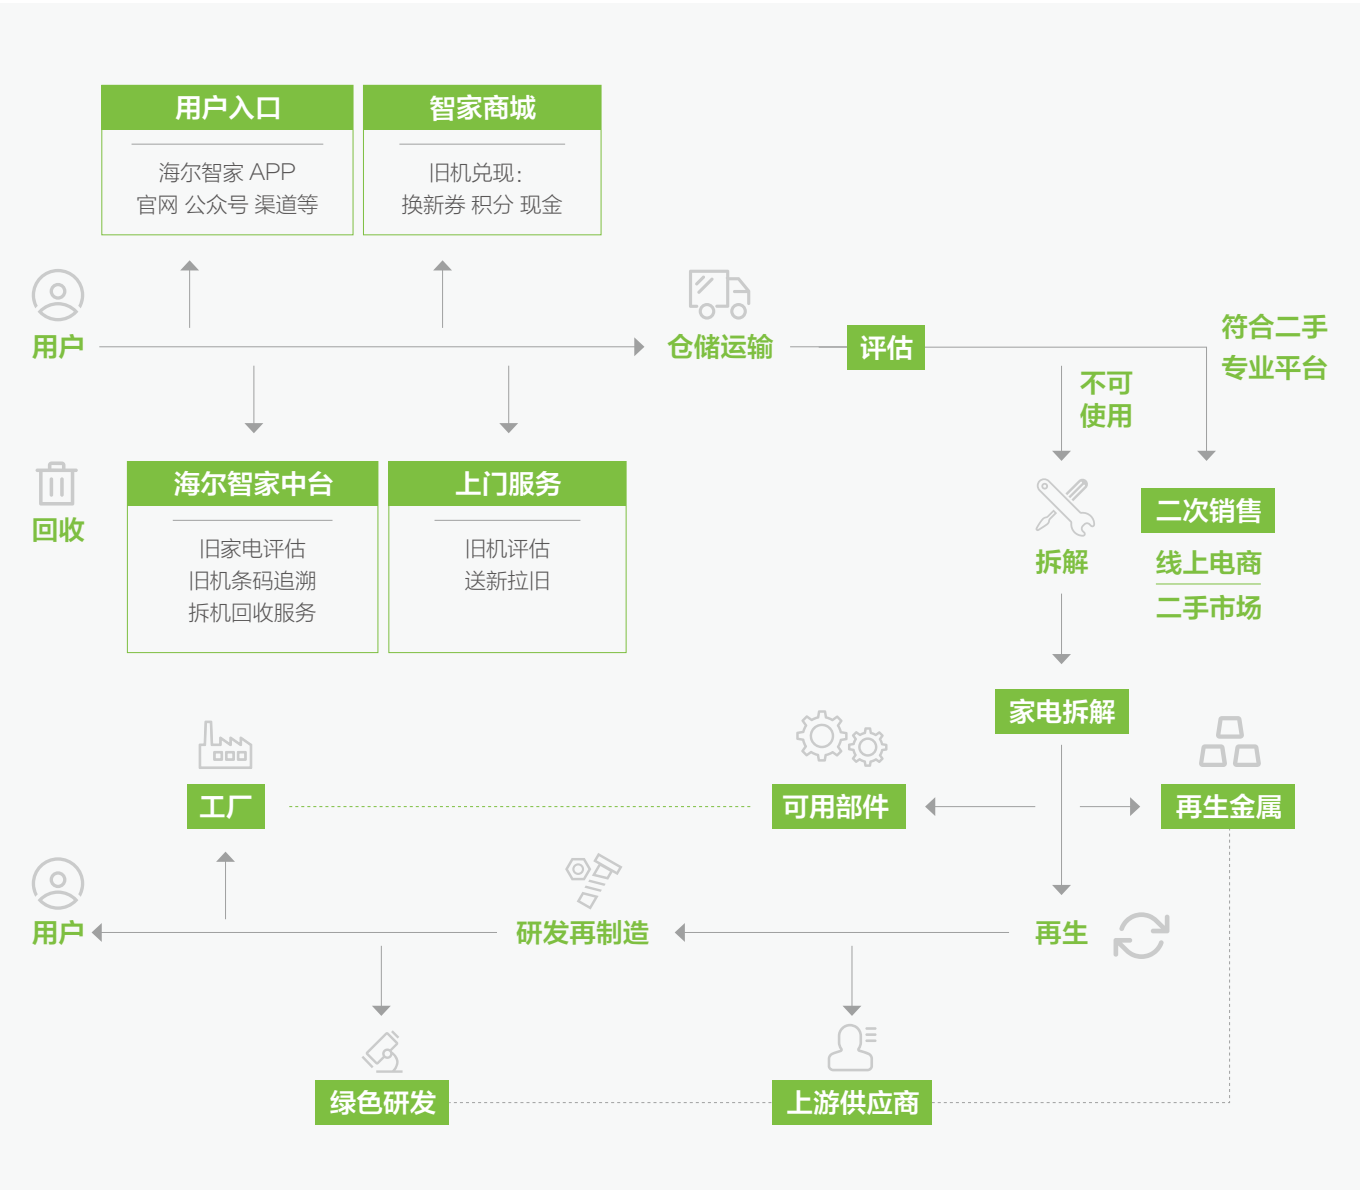 用户入口
海尔智家 APP
官网 公众号 渠道等
智家商城
旧机兑现：
换新券 积分 现金
用户
仓储运输
评估
符合二手
专业平台
不可
使用
回收
海尔智家中台
旧家电评估
旧机条码追溯
拆机回收服务
上门服务
旧机评估
送新拉旧
拆解
二次销售
线上电商
二手市场
家电拆解
工厂
可用部件
再生金属
用户
研发再制造
再生
绿色研发
上游供应商